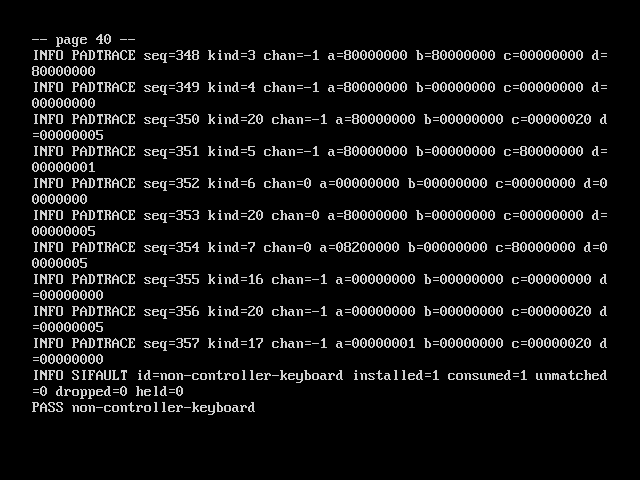 -- page 40 --
INFO PADTRACE seq=348 kind=3 chan=-1 a=80000000 b=80000000 c=00000000 d=
80000000
INFO PADTRACE seq=349 kind=4 chan=-1 a=80000000 b=00000000 c=00000000 d=
00000000
INFO PADTRACE seq=350 kind=20 chan=-1 a=80000000 b=00000000 c=00000020 d
=00000005
INFO PADTRACE seq=351 kind=5 chan=-1 a=80000000 b=00000000 c=80000000 d=
00000001
INFO PADTRACE seq=352 kind=6 chan=0 a=00000000 b=00000000 c=00000000 d=0
0000000
INFO PADTRACE seq=353 kind=20 chan=0 a=80000000 b=00000000 c=00000000 d=
00000005
INFO PADTRACE seq=354 kind=7 chan=0 a=08200000 b=00000000 c=80000000 d=0
0000005
INFO PADTRACE seq=355 kind=16 chan=-1 a=00000000 b=00000000 c=00000000 d
=00000000
INFO PADTRACE seq=356 kind=20 chan=-1 a=00000000 b=00000000 c=00000020 d
=00000005
INFO PADTRACE seq=357 kind=17 chan=-1 a=00000001 b=00000000 c=00000020 d
=00000000
INFO SIFAULT id=non-controller-keyboard installed=1 consumed=1 unmatched
=0 dropped=0 held=0
PASS non-controller-keyboard